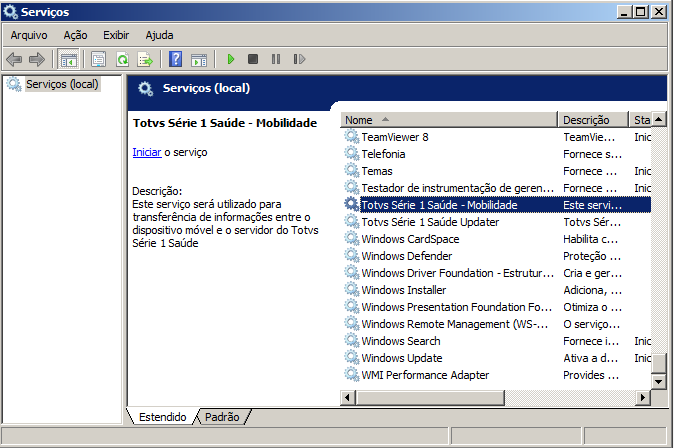 Serviços
Arquivo Ação Exibir Ajuda
Serviços (local)
Serviços (local)
Totvs Série 1 Saúde - Mobilidade
Iniciar o serviço
Descrição:
Este serviço será utilizado para
transferência de informações entre o
dispositivo móvel e o servidor do Totvs
Série 1 Saúde
Nome Descrição Sta
TeamViewer 8 TeamVie... Inic
Telefonia Fornece s...
Temas Fornece ... Inic
Testador de instrumentação de geren... Fornece ... Inic
Totvs Série 1 Saúde - Mobilidade Este servi...
Totvs Série 1 Saúde Updater Totvs Sér...
Windows CardSpace Habilita c...
Windows Defender Proteção ...
Windows Driver Foundation - Estrutur... Cria e ger...
Windows Installer Adiciona, ...
Windows Presentation Foundation Fo... Otimiza o ...
Windows Remote Management (WS-... O serviço...
Windows Search Fornece i... Inic
Windows Update Ativa a d... Inic
WMI Performance Adapter Provides ...
Estendido Padrão